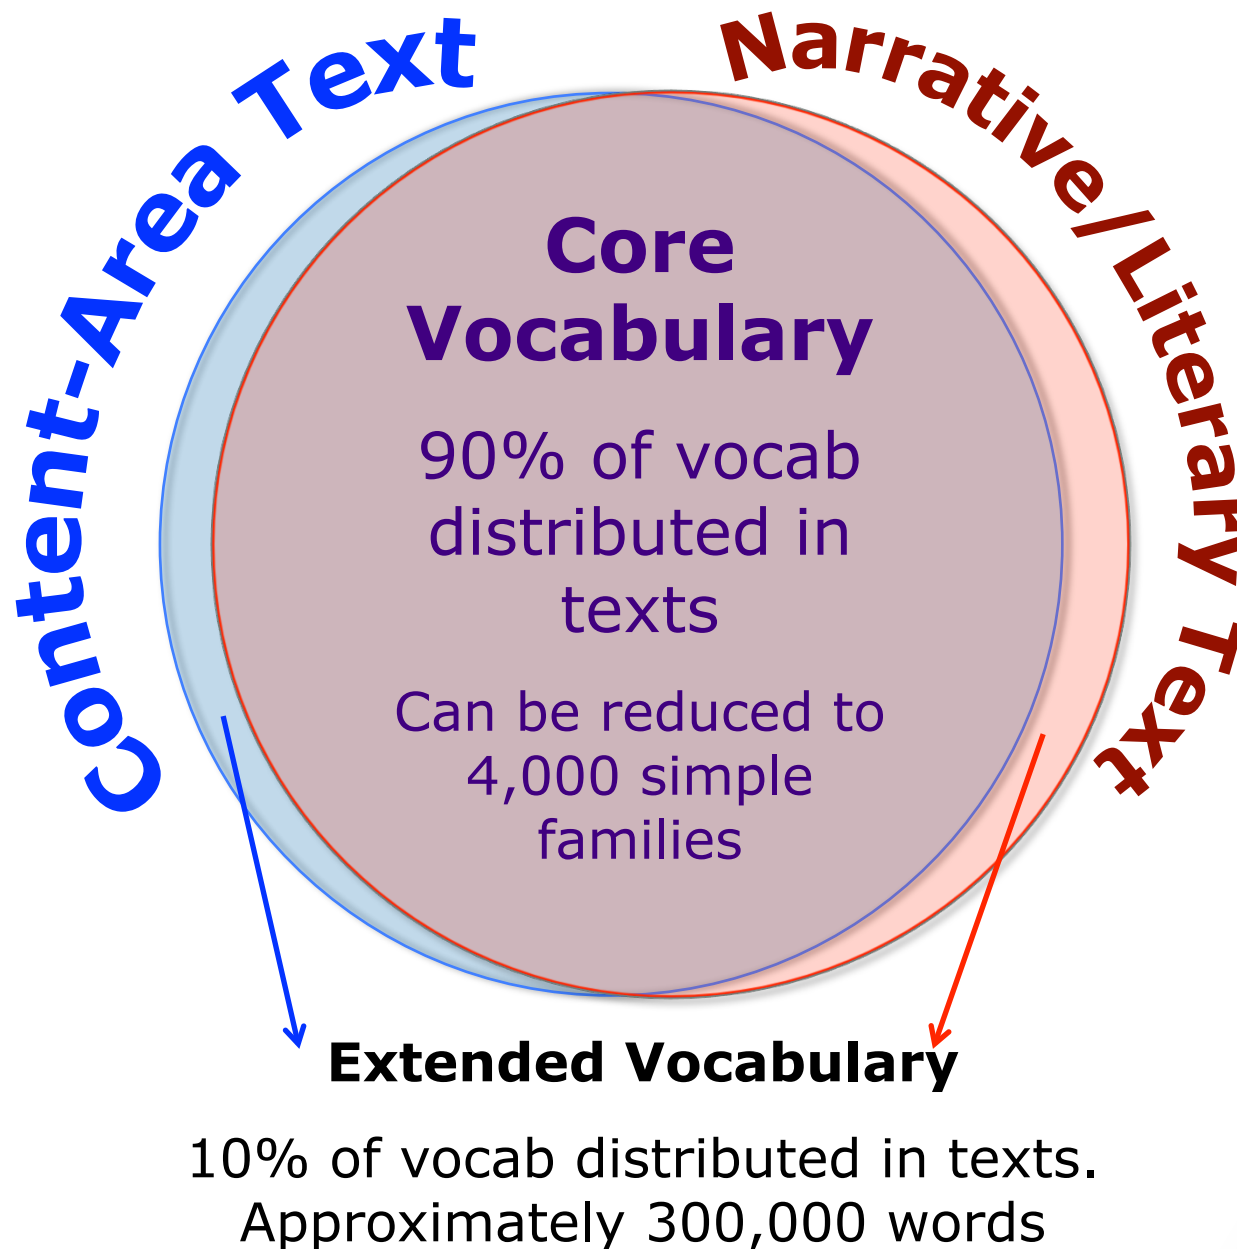 Content-Area Text
Narrative/Literary Text
Core
Vocabulary
90% of vocab
distributed in
texts
Can be reduced to
4,000 simple
families
Extended Vocabulary
10% of vocab distributed in texts.
Approximately 300,000 words